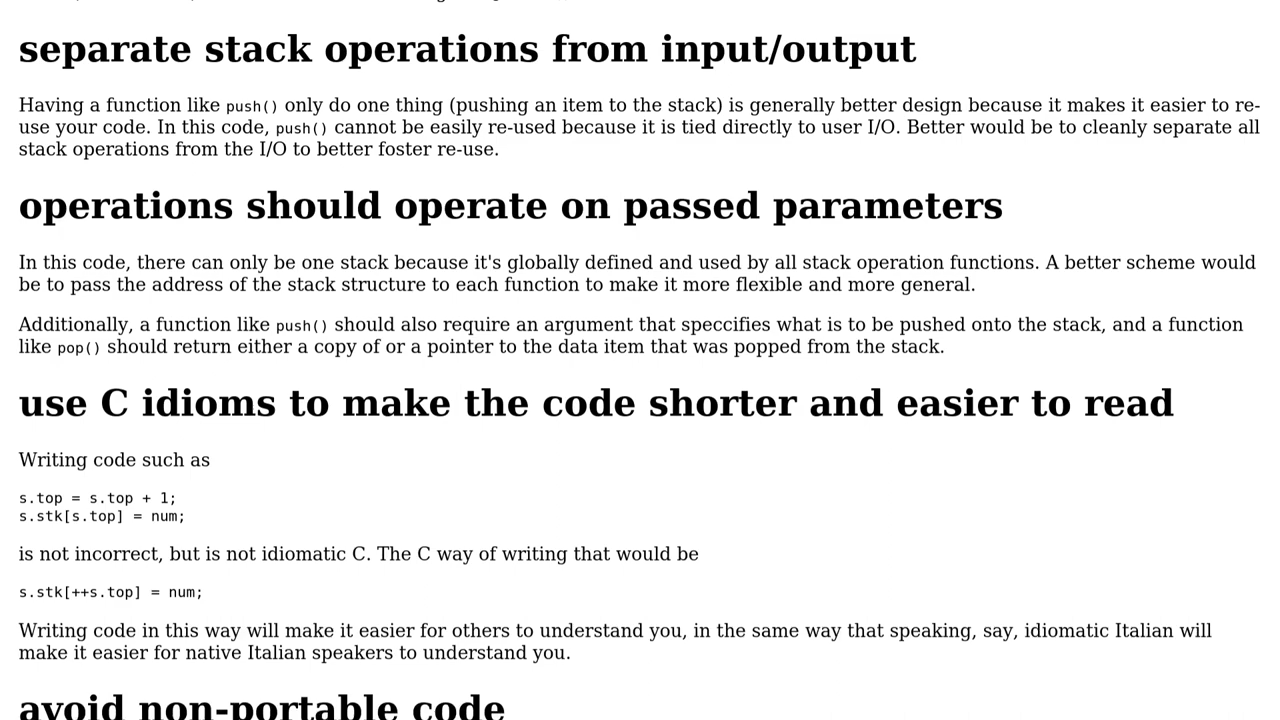 separate stack operations from input/output
Having a function like push() only do one thing (pushing an item to the stack) is generally better design because it makes it easier to re-
use your code. In this code, push() cannot be easily re-used because it is tied directly to user I/O. Better would be to cleanly separate all
stack operations from the I/O to better foster re-use.
operations should operate on passed parameters
In this code, there can only be one stack because it's globally defined and used by all stack operation functions. A better scheme would
be to pass the address of the stack structure to each function to make it more flexible and more general.
Additionally, a function like push() should also require an argument that speccifies what is to be pushed onto the stack, and a function
like pop() should return either a copy of or a pointer to the data item that was popped from the stack.
use C idioms to make the code shorter and easier to read
Writing code such as
s.top = s.top + 1;
s.stk[s.top] = num;
is not incorrect, but is not idiomatic C. The C way of writing that would be
s.stk[++s.top] = num;
Writing code in this way will make it easier for others to understand you, in the same way that speaking, say, idiomatic Italian will
make it easier for native Italian speakers to understand you.
avoid non-portable code